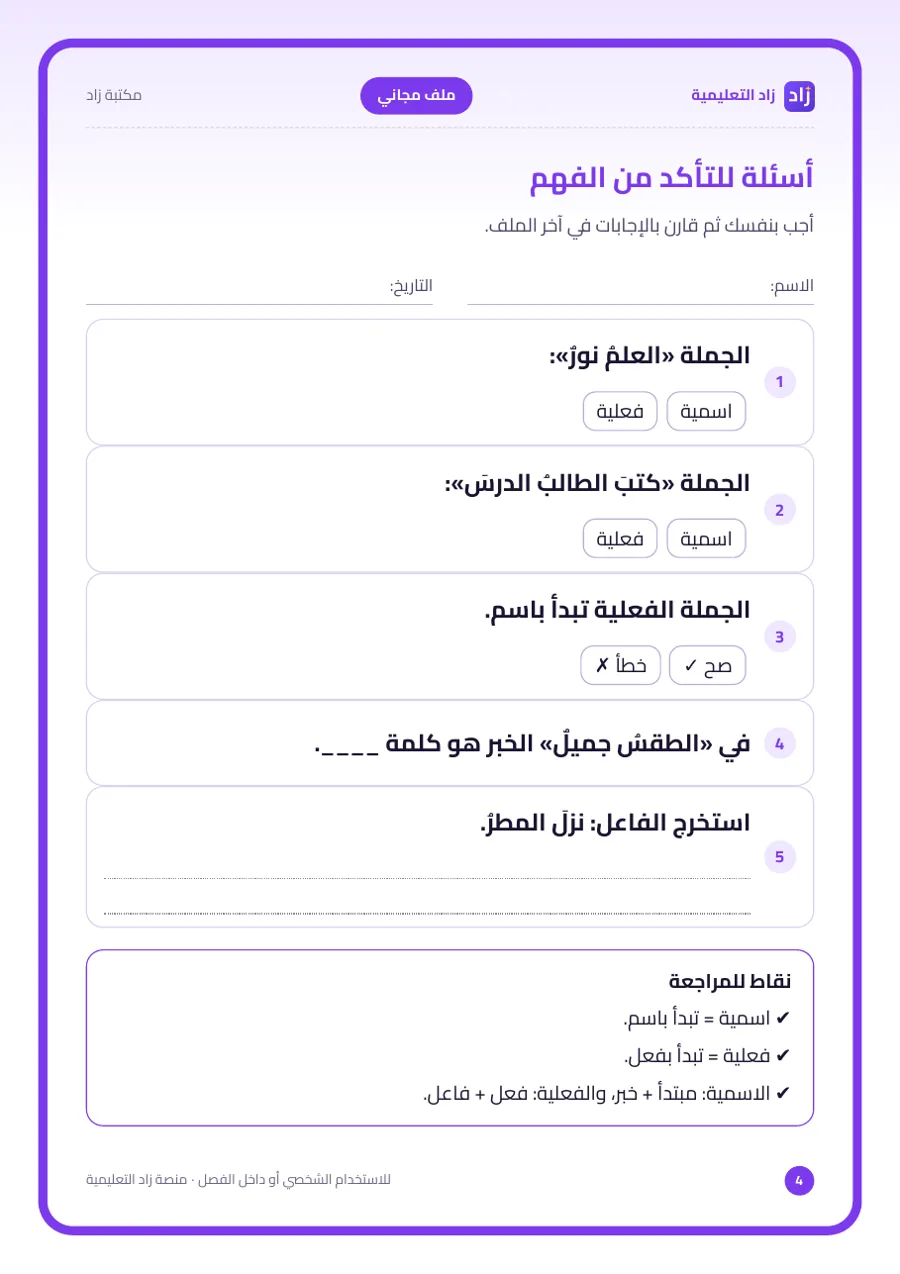 زاد زاد التعليمية
ملف مجاني
مكتبة زاد
أسئلة للتأكد من الفهم
أجب بنفسك ثم قارن بالإجابات في آخر الملف.
الاسم:
التاريخ:
1
الجملة «العلمُ نورٌ»:
اسمية
فعلية
2
الجملة «كتبَ الطالبُ الدرسَ»:
اسمية
فعلية
3
الجملة الفعلية تبدأ باسم.
صح ✓
خطأ ✗
4
في «الطقسُ جميلٌ» الخبر هو كلمة ____.
5
استخرج الفاعل: نزلَ المطرُ.
نقاط للمراجعة
✔ اسمية = تبدأ باسم.
✔ فعلية = تبدأ بفعل.
✔ الاسمية: مبتدأ + خبر، والفعلية: فعل + فاعل.
4
للاستخدام الشخصي أو داخل الفصل · منصة زاد التعليمية